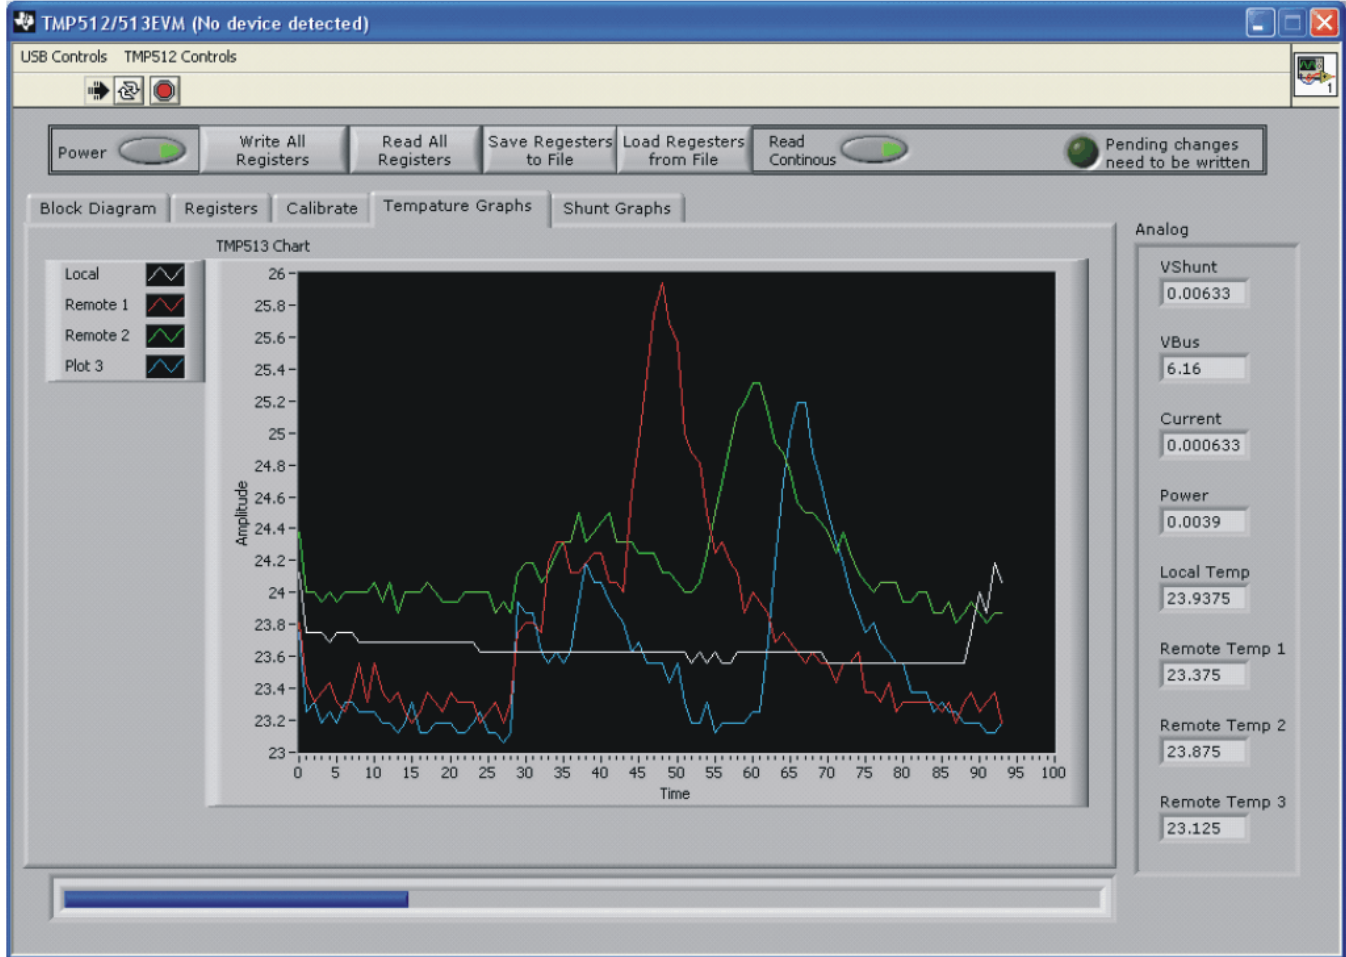 TMP512/513EVM (No device detected)
USB Controls TMP512 Controls
1
Power
Write All
Registers
Read All
Registers
Save Regesters
to File
Load Regesters
from File
Read
Continous
Pending changes
need to be written
Block Diagram
Registers
Calibrate
Tempature Graphs
Shunt Graphs
TMP513 Chart
Local
Remote 1
Remote 2
Plot 3
Amplitude
26
25.8
25.6
25.4
25.2
25
24.8
24.6
24.4
24.2
24
23.8
23.6
23.4
23.2
23
0 5 10 15 20 25 30 35 40 45 50 55 60 65 70 75 80 85 90 95 100
Time
Analog
VShunt
0.00633
VBus
6.16
Current
0.000633
Power
0.0039
Local Temp
23.9375
Remote Temp 1
23.375
Remote Temp 2
23.875
Remote Temp 3
23.125